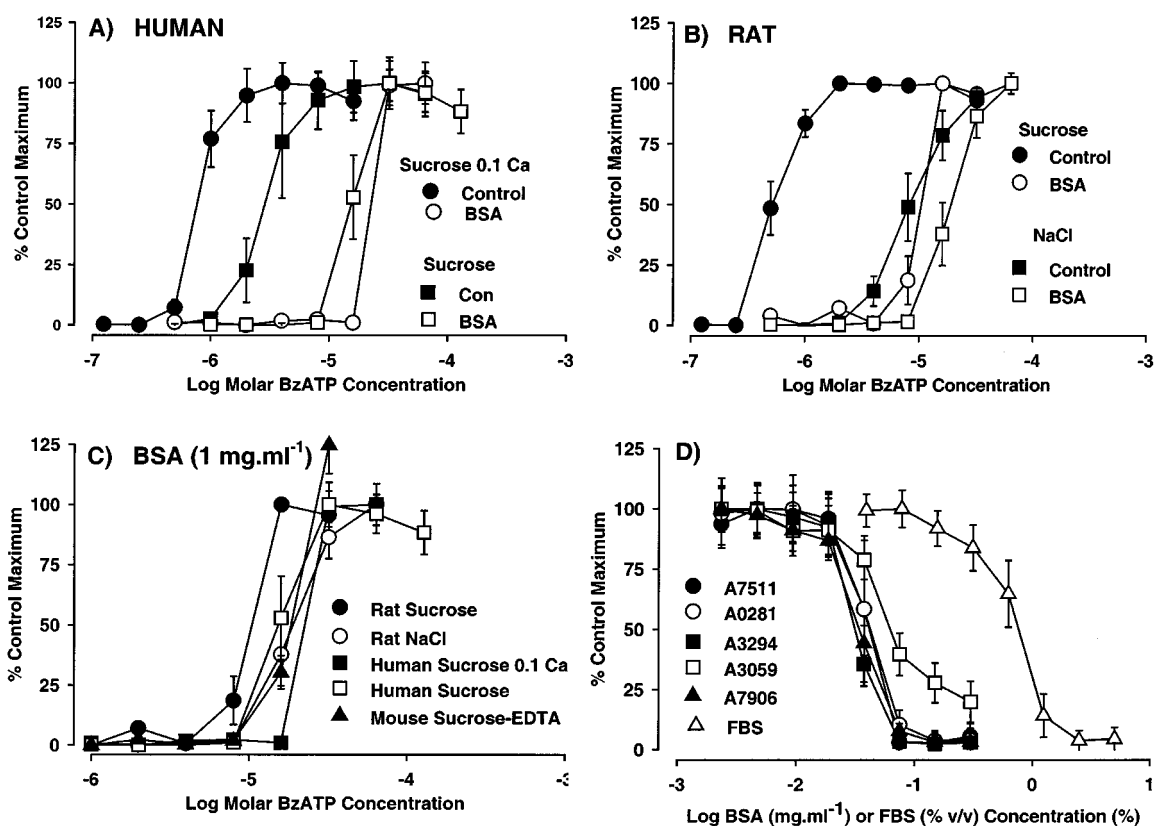 A) HUMAN
125
100
75
50
25
0
% Control Maximum
-7
-6
-5
-4
-3
Log Molar BzATP Concentration
Sucrose 0.1 Ca
Control
BSA
Sucrose
Con
BSA
B) RAT
125
100
75
50
25
0
% Control Maximum
-7
-6
-5
-4
-3
Log Molar BzATP Concentration
Sucrose
Control
BSA
NaCl
Control
BSA
C) BSA (1 mg.ml⁻¹)
125
100
75
50
25
0
% Control Maximum
-6
-5
-4
-3
Log Molar BzATP Concentration
Rat Sucrose
Rat NaCl
Human Sucrose 0.1 Ca
Human Sucrose
Mouse Sucrose-EDTA
D)
125
100
75
50
25
0
% Control Maximum
-3
-2
-1
0
1
Log BSA (mg.ml⁻¹) or FBS (% v/v) Concentration (%)
A7511
A0281
A3294
A3059
A7906
FBS